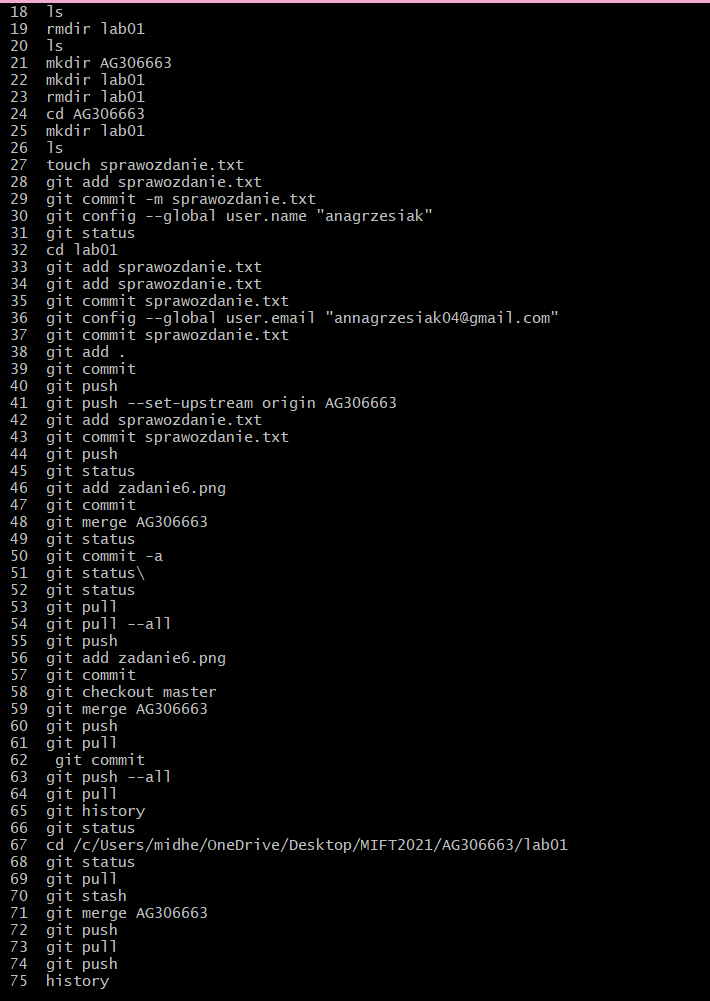 18 ls
19 rmdir lab01
20 ls
21 mkdir AG306663
22 mkdir lab01
23 rmdir lab01
24 cd AG306663
25 mkdir lab01
26 ls
27 touch sprawozdanie.txt
28 git add sprawozdanie.txt
29 git commit -m sprawozdanie.txt
30 git config --global user.name "anagrzesiak"
31 git status
32 cd lab01
33 git add sprawozdanie.txt
34 git add sprawozdanie.txt
35 git commit sprawozdanie.txt
36 git config --global user.email "annagrzesiak04@gmail.com"
37 git commit sprawozdanie.txt
38 git add .
39 git commit
40 git push
41 git push --set-upstream origin AG306663
42 git add sprawozdanie.txt
43 git commit sprawozdanie.txt
44 git push
45 git status
46 git add zadanie6.png
47 git commit
48 git merge AG306663
49 git status
50 git commit -a
51 git status\
52 git status
53 git pull
54 git pull --all
55 git push
56 git add zadanie6.png
57 git commit
58 git checkout master
59 git merge AG306663
60 git push
61 git pull
62  git commit
63 git push --all
64 git pull
65 git history
66 git status
67 cd /c/Users/midhe/OneDrive/Desktop/MIFT2021/AG306663/lab01
68 git status
69 git pull
70 git stash
71 git merge AG306663
72 git push
73 git pull
74 git push
75 history